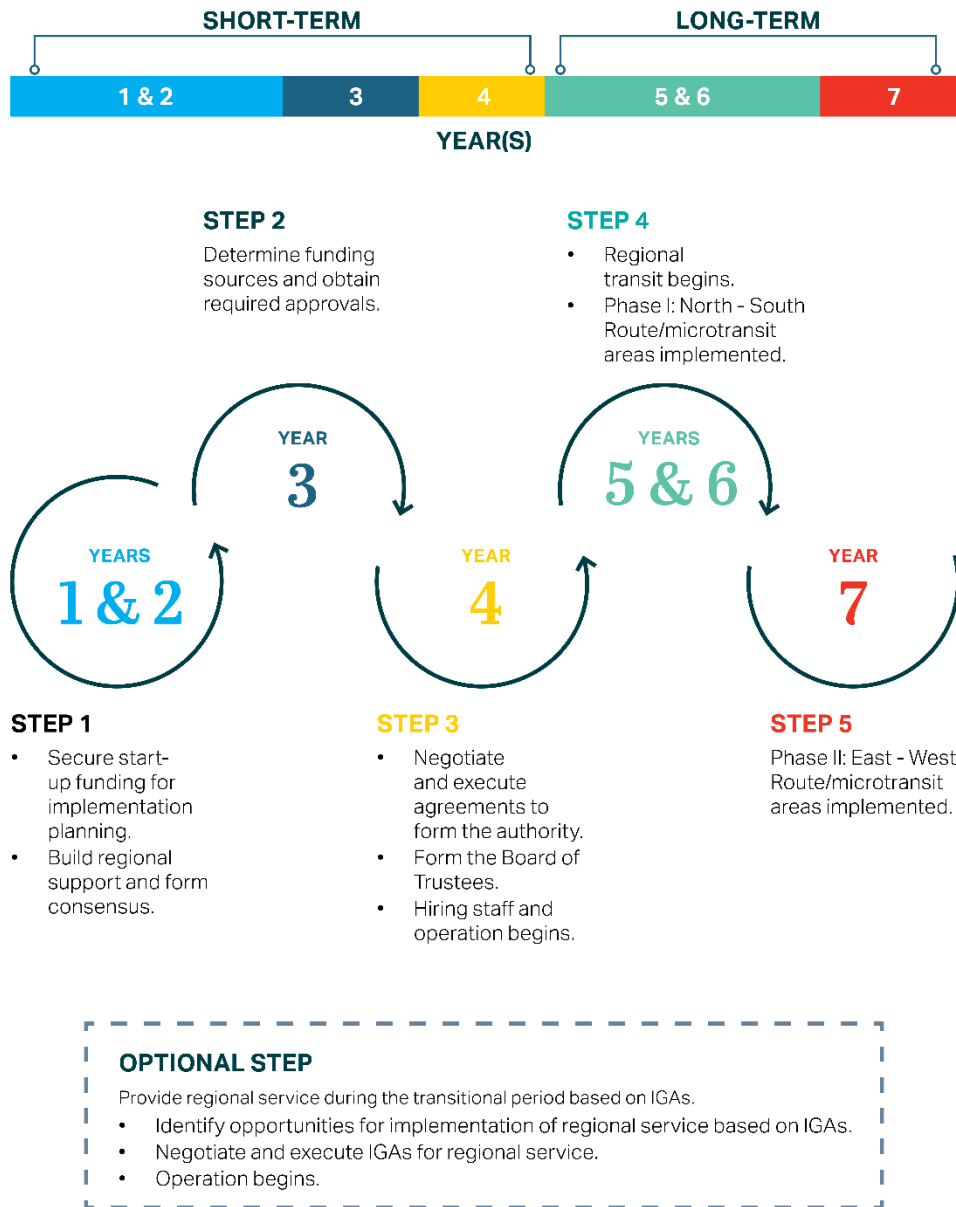 SHORT-TERM
LONG-TERM
1 & 2
3
4
5 & 6
7
YEAR(S)
STEP 2
Determine funding
sources and obtain
required approvals.
STEP 4
• Regional
transit begins.
• Phase I: North - South
Route/microtransit
areas implemented.
YEAR
3
YEARS
5 & 6
YEARS
1 & 2
YEAR
4
YEAR
7
STEP 1
• Secure start-
up funding for
implementation
planning.
• Build regional
support and form
consensus.
STEP 3
• Negotiate
and execute
agreements to
form the authority.
• Form the Board of
Trustees.
• Hiring staff and
operation begins.
STEP 5
Phase II: East - West
Route/microtransit
areas implemented.
OPTIONAL STEP
Provide regional service during the transitional period based on IGAs.
• Identify opportunities for implementation of regional service based on IGAs.
• Negotiate and execute IGAs for regional service.
• Operation begins.